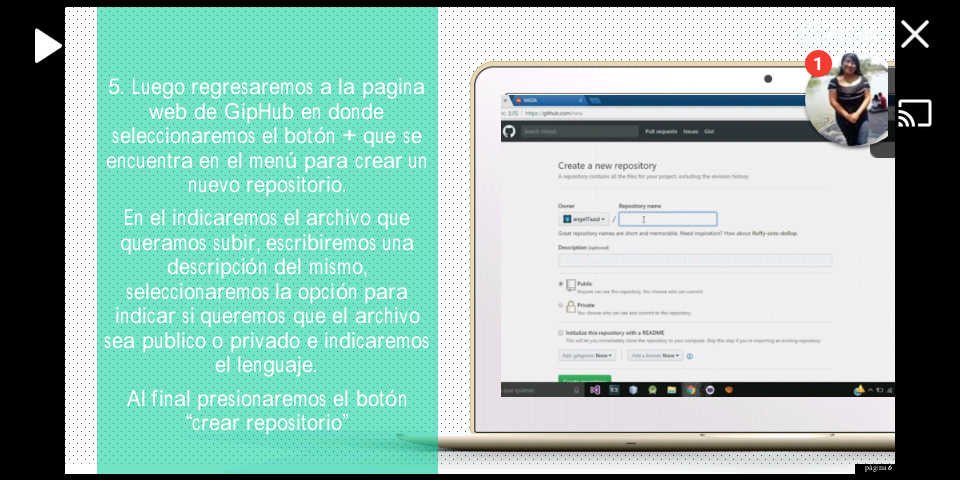 5. Luego regresaremos a la pagina
web de GipHub en donde
seleccionaremos el botón + que se
encuentra en el menú para crear un
nuevo repositorio.
En el indicaremos el archivo que
queramos subir, escribiremos una
descripción del mismo,
seleccionaremos la opción para
indicar si queremos que el archivo
sea publico o privado e indicaremos
el lenguaje.
Al final presionaremos el botón
“crear repositorio”
1
MEGA
https://github.com/new
Search GitHub
Pull requests Issues Gist
Create a new repository
A repository contains all the files for your project, including the revision history.
Owner Repository name
angel7azul /
Great repository names are short and memorable. Need inspiration? How about fluffy-octo-dollop.
Description (optional)
Public
Anyone can see this repository. You choose who can commit.
Private
You choose who can see and commit to this repository.
Initialize this repository with a README
This will let you immediately clone the repository to your computer. Skip this step if you're importing an existing repository.
Add .gitignore: None Add a license: None
que quieras
página 6